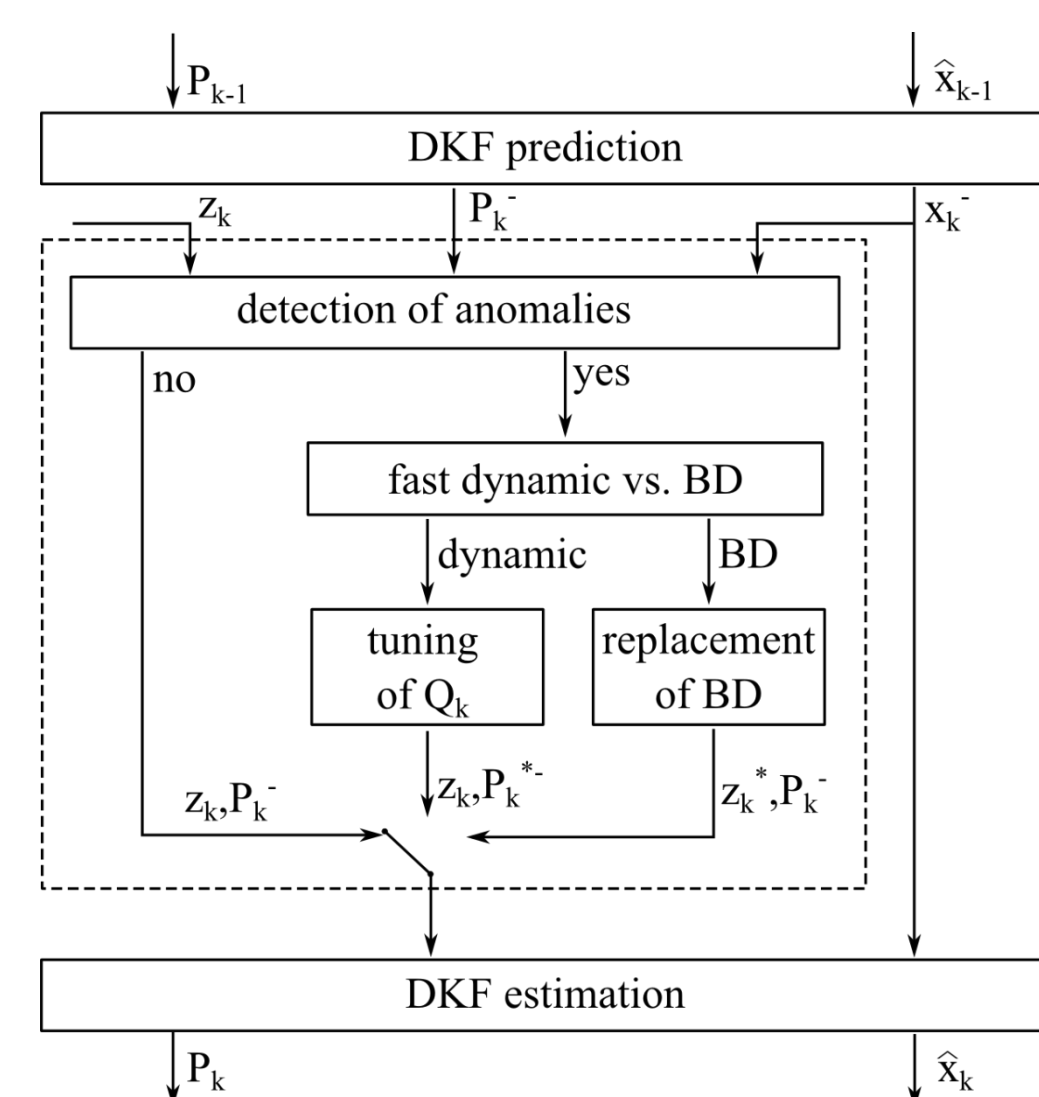 P_{k-1}
x̂_{k-1}
DKF prediction
z_k
P_k^-
x_k^-
detection of anomalies
no
yes
fast dynamic vs. BD
dynamic
BD
tuning
of Q_k
replacement
of BD
z_k,P_k^-
z_k,P_k^{*-}
z_k^*,P_k^-
DKF estimation
P_k
x̂_k